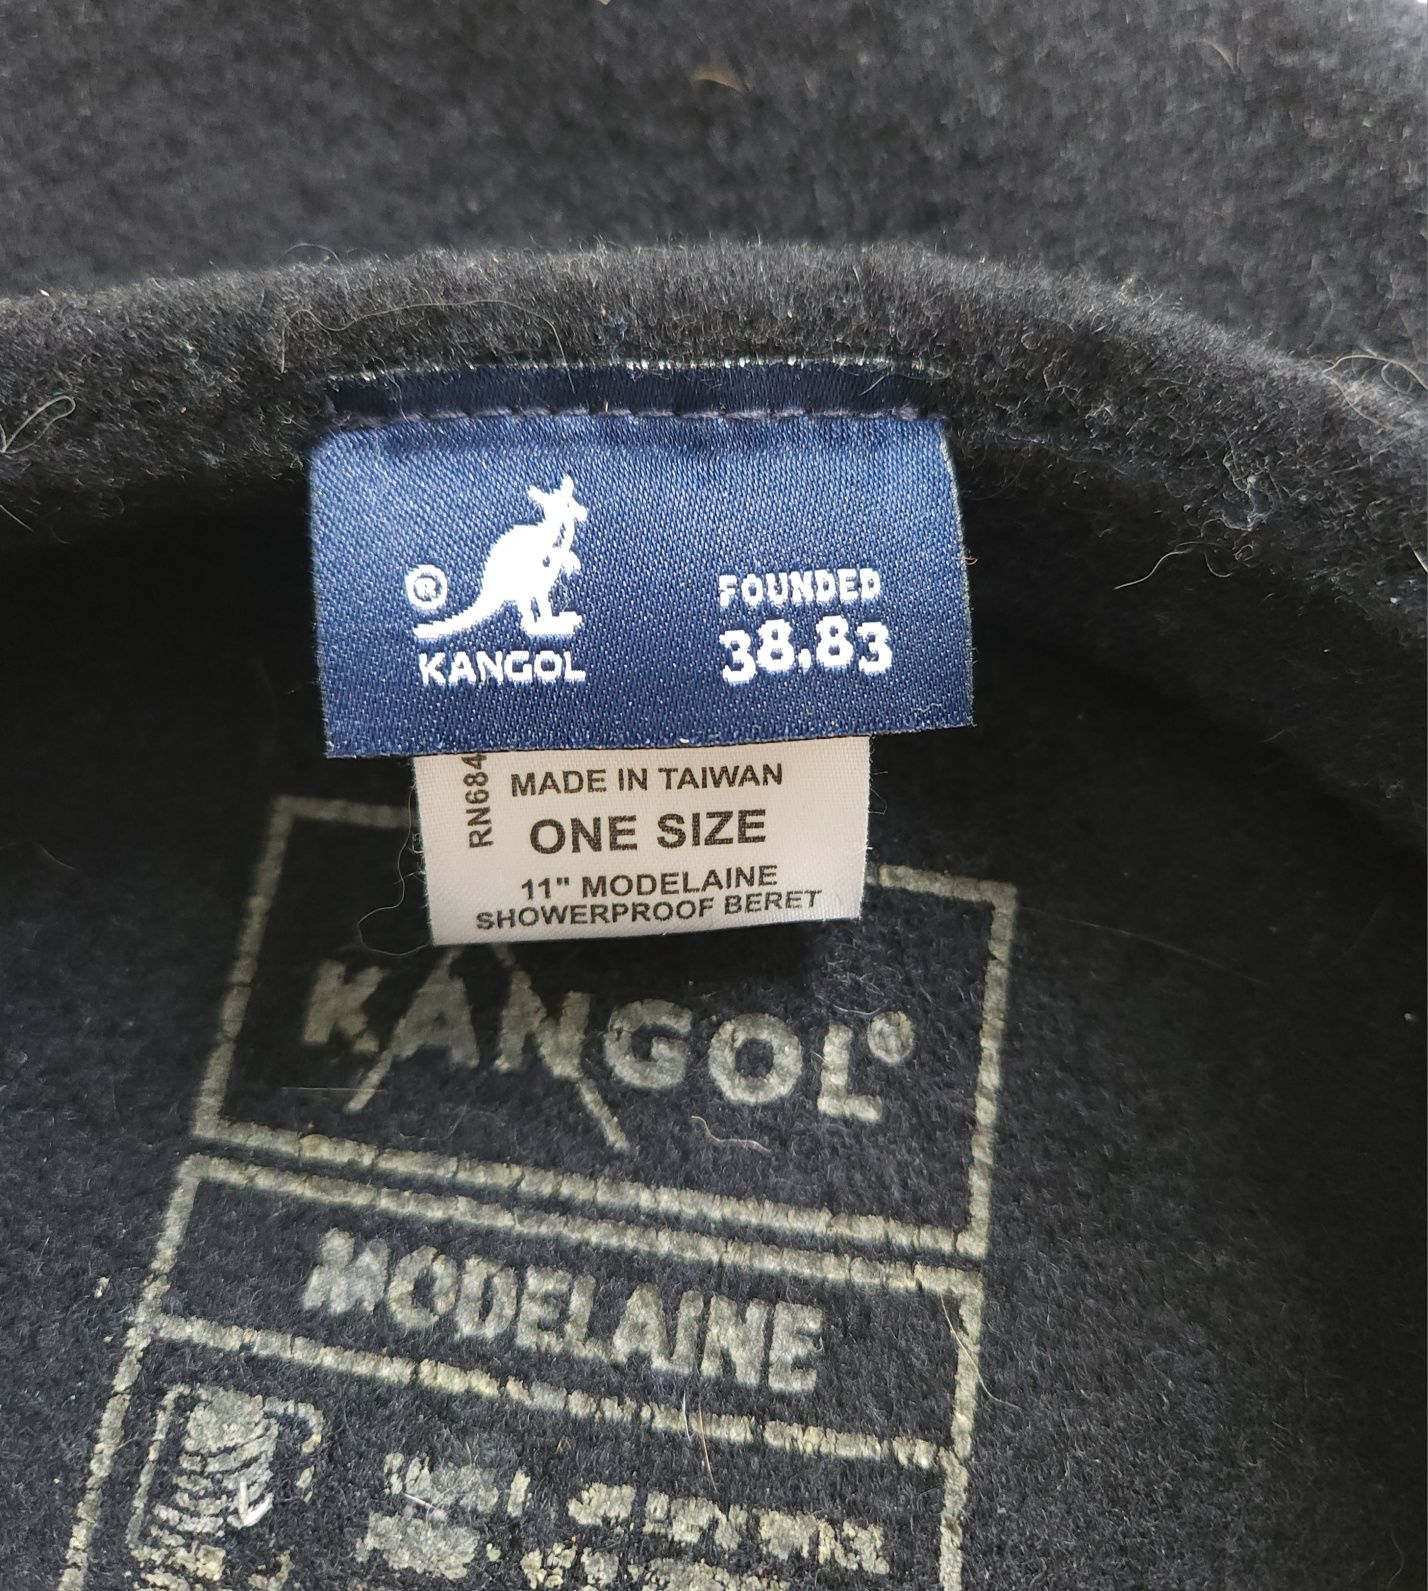 ®
KANGOL
FOUNDED
38.83
RN684
MADE IN TAIWAN
ONE SIZE
11" MODELAINE
SHOWERPROOF BERET
KANGOL®
MODELAINE